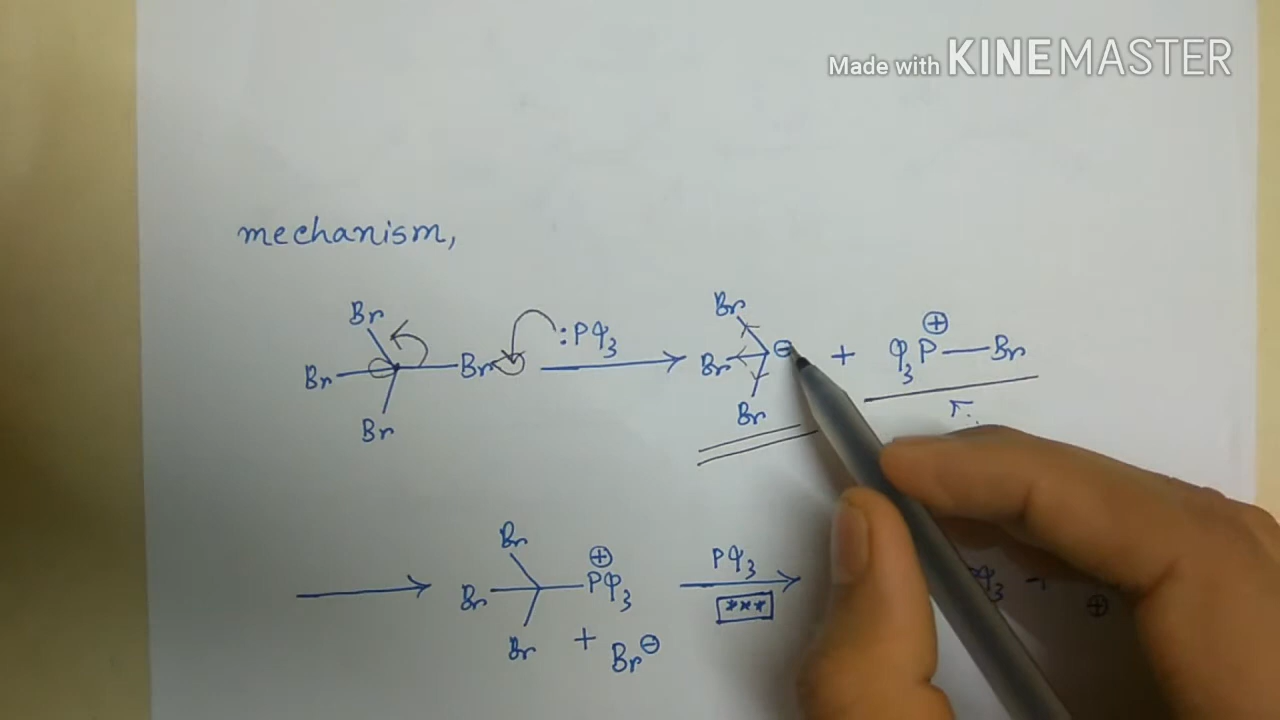 Made with KINEMASTER
mechanism,
Br
Br Br :Pφ3
Br
Br
Br ⊖ + φ3P⊕—Br
Br
Br
Br Pφ3 ⊕
Br
+ Br⊖
Pφ3
***
φ3 +
⊕